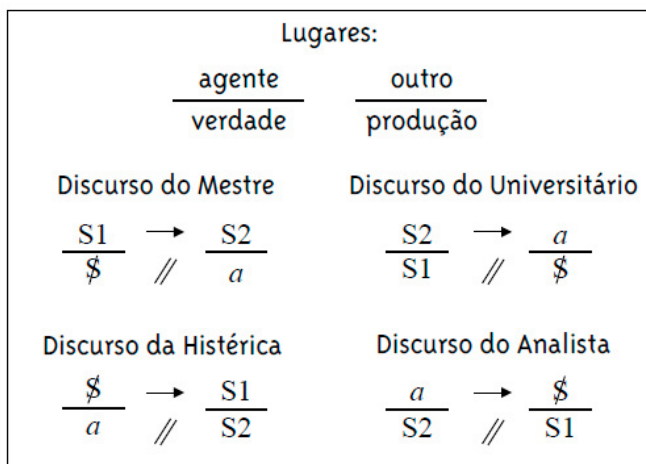 Lugares:
agente outro
verdade produção
Discurso do Mestre Discurso do Universitário
S1 → S2 S2 → a
$ // a S1 // $
Discurso da Histérica Discurso do Analista
$ → S1 a → $
a // S2 S2 // S1